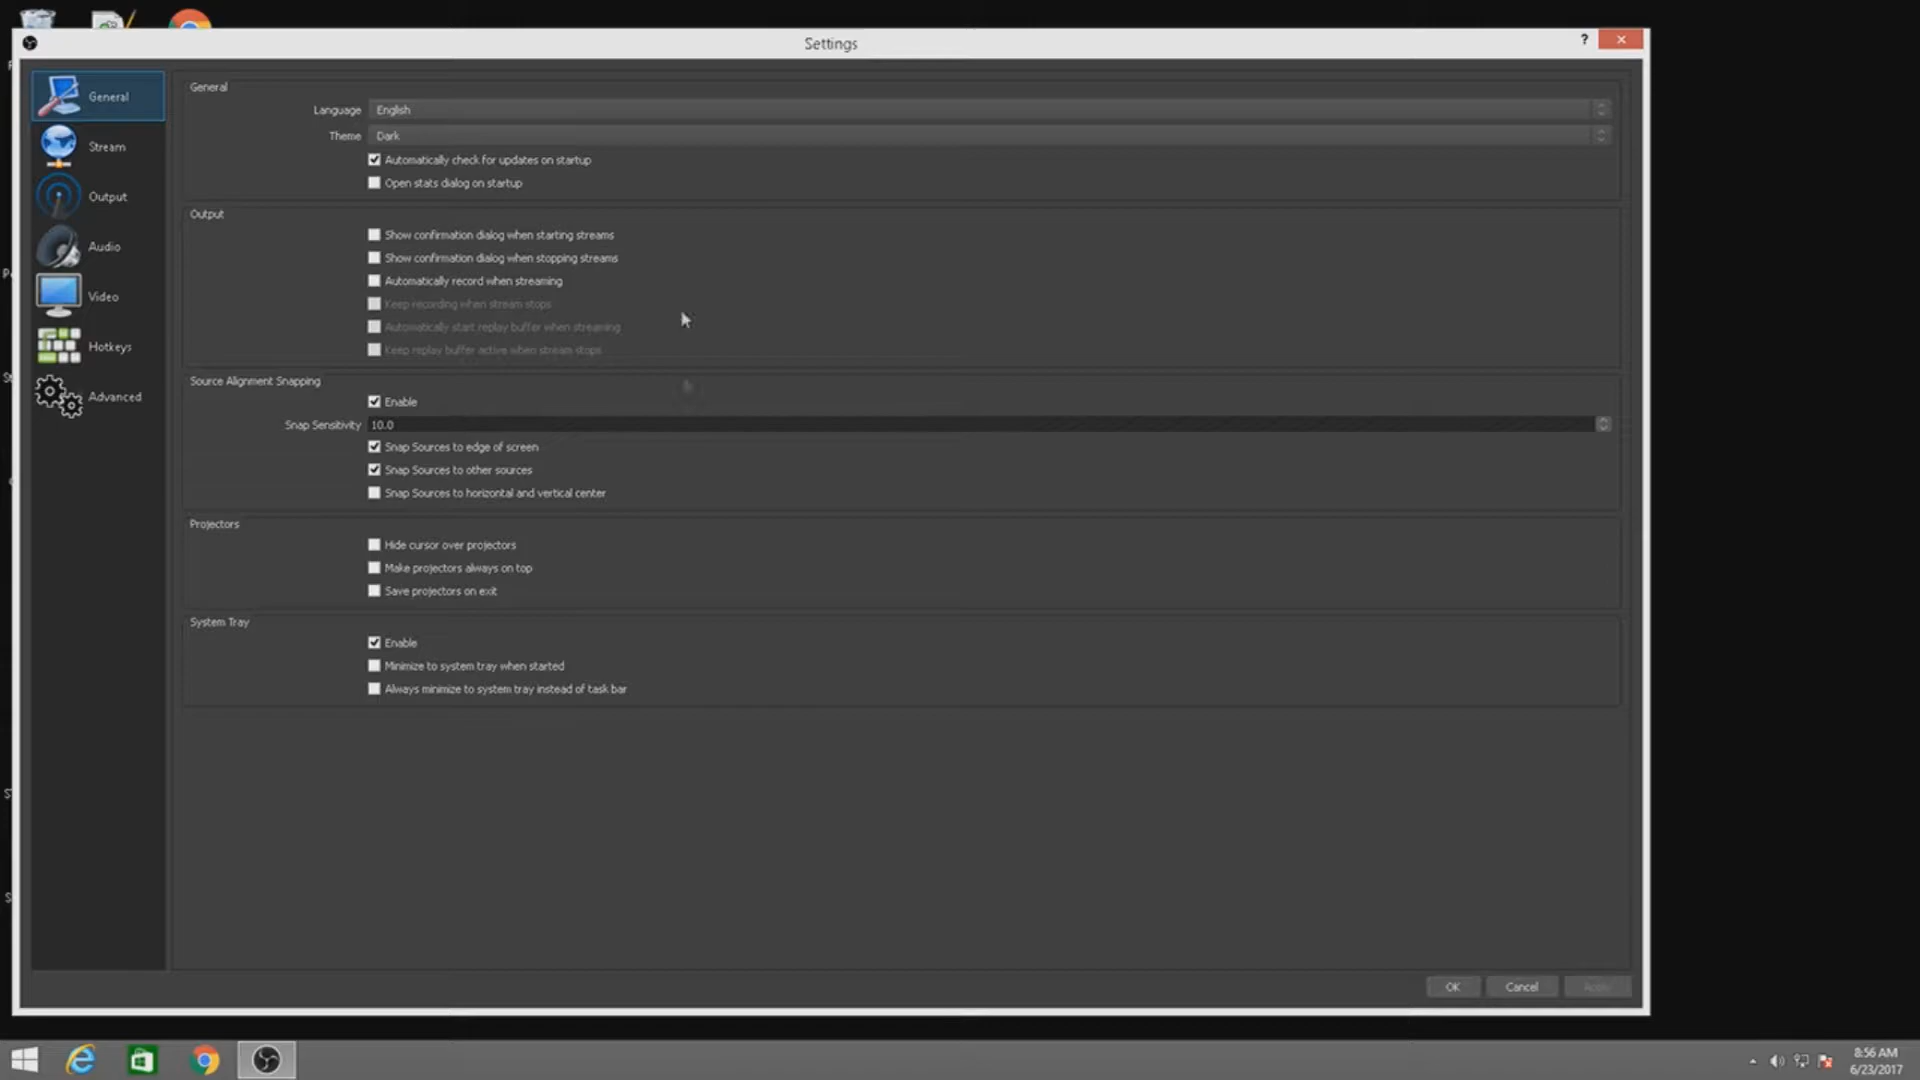 Settings
?
General
Stream
Output
Audio
Video
Hotkeys
Advanced
General
Language English
Theme Dark
Automatically check for updates on startup
Open stats dialog on startup
Output
Show confirmation dialog when starting streams
Show confirmation dialog when stopping streams
Automatically record when streaming
Keep recording when stream stops
Automatically start replay buffer when streaming
Keep replay buffer active when stream stops
Source Alignment Snapping
Enable
Snap Sensitivity 10.0
Snap Sources to edge of screen
Snap Sources to other sources
Snap Sources to horizontal and vertical center
Projectors
Hide cursor over projectors
Make projectors always on top
Save projectors on exit
System Tray
Enable
Minimize to system tray when started
Always minimize to system tray instead of task bar
OK Cancel Apply
8:56 AM
6/23/2017